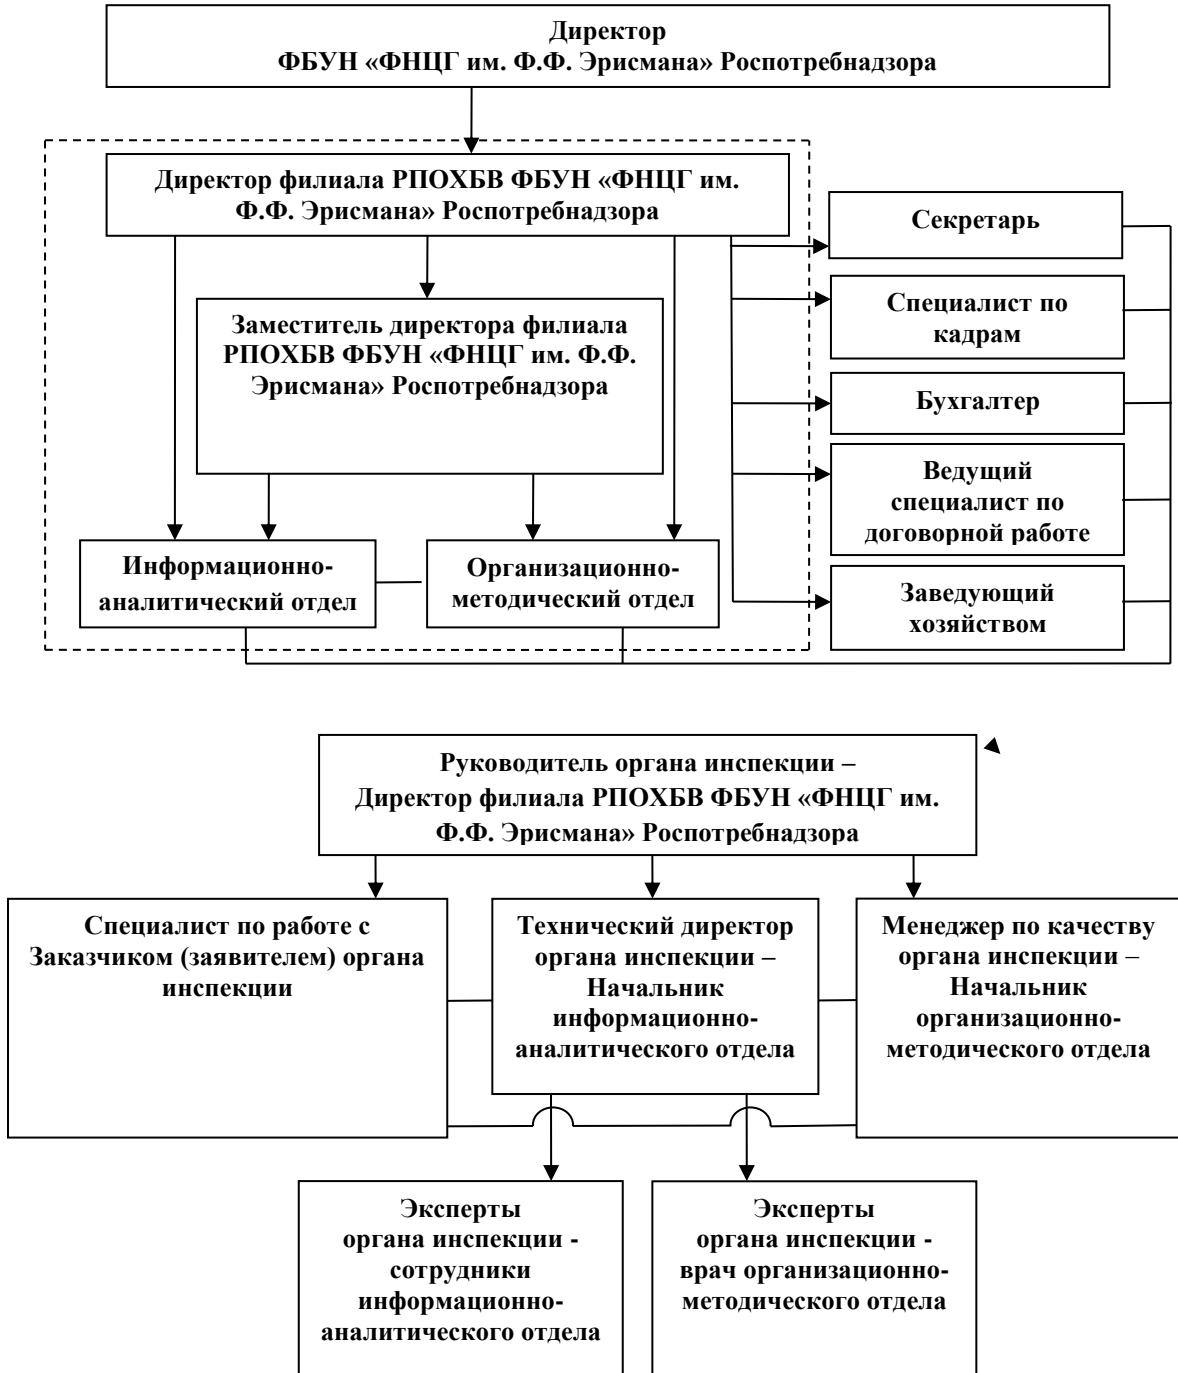 Директор
ФБУН «ФНЦГ им. Ф.Ф. Эрисмана» Роспотребнадзора
Директор филиала РПОХБВ ФБУН «ФНЦГ им.
Ф.Ф. Эрисмана» Роспотребнадзора
Секретарь
Специалист по
кадрам
Заместитель директора филиала
РПОХБВ ФБУН «ФНЦГ им. Ф.Ф.
Эрисмана» Роспотребнадзора
Бухгалтер
Ведущий
специалист по
договорной работе
Информационно-
аналитический отдел
Организационно-
методический отдел
Заведующий
хозяйством
Руководитель органа инспекции –
Директор филиала РПОХБВ ФБУН «ФНЦГ им.
Ф.Ф. Эрисмана» Роспотребнадзора
Специалист по работе с
Заказчиком (заявителем) органа
инспекции
Технический директор
органа инспекции –
Начальник
информационно-
аналитического отдела
Менеджер по качеству
органа инспекции –
Начальник
организационно-
методического отдела
Эксперты
органа инспекции -
сотрудники
информационно-
аналитического отдела
Эксперты
органа инспекции -
врач организационно-
методического отдела